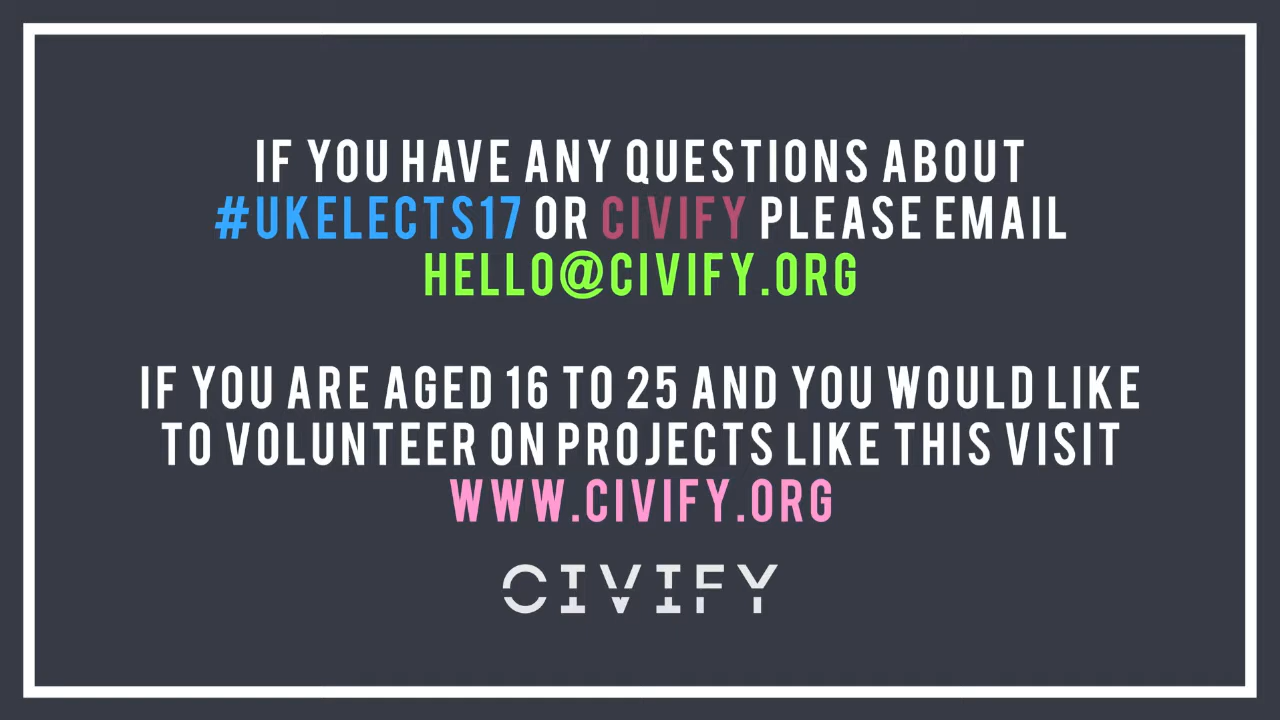 IF YOU HAVE ANY QUESTIONS ABOUT
#UKELECTS17 OR CIVIFY PLEASE EMAIL
HELLO@CIVIFY.ORG
IF YOU ARE AGED 16 TO 25 AND YOU WOULD LIKE
TO VOLUNTEER ON PROJECTS LIKE THIS VISIT
WWW.CIVIFY.ORG
CIVIFY